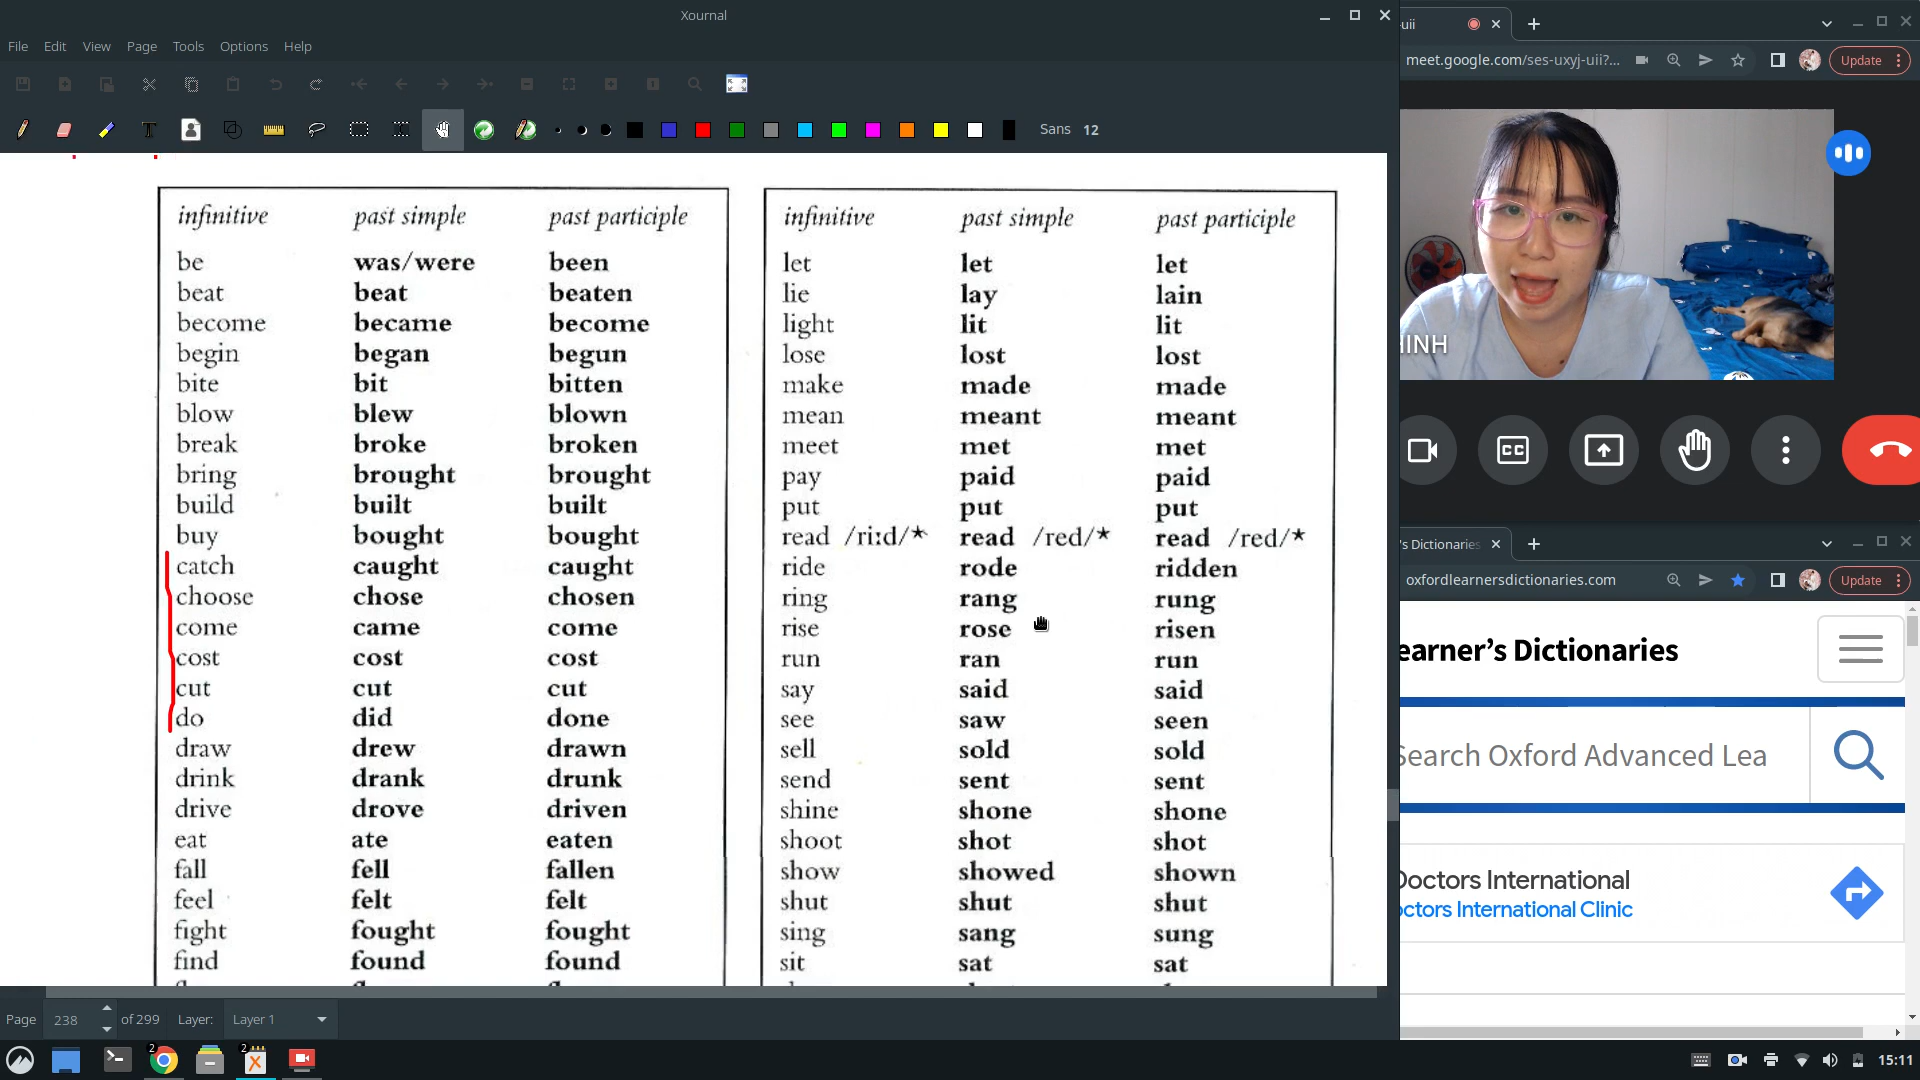 Xournal
File Edit View Page Tools Options Help
Sans 12
infinitive past simple past participle
be was/were been
beat beat beaten
become became become
begin began begun
bite bit bitten
blow blew blown
break broke broken
bring brought brought
build built built
buy bought bought
catch caught caught
choose chose chosen
come came come
cost cost cost
cut cut cut
do did done
draw drew drawn
drink drank drunk
drive drove driven
eat ate eaten
fall fell fallen
feel felt felt
fight fought fought
find found found
infinitive past simple past participle
let let let
lie lay lain
light lit lit
lose lost lost
make made made
mean meant meant
meet met met
pay paid paid
put put put
read /riːd/* read /red/* read /red/*
ride rode ridden
ring rang rung
rise rose risen
run ran run
say said said
see saw seen
sell sold sold
send sent sent
shine shone shone
shoot shot shot
show showed shown
shut shut shut
sing sang sung
sit sat sat
Page 238 of 299 Layer: Layer 1
-uii
meet.google.com/ses-uxyj-uii?...
Update
INH
CC
's Dictionaries
oxfordlearnersdictionaries.com
Update
earner's Dictionaries
Search Oxford Advanced Lea
Doctors International
ctors International Clinic
2
2
15:11